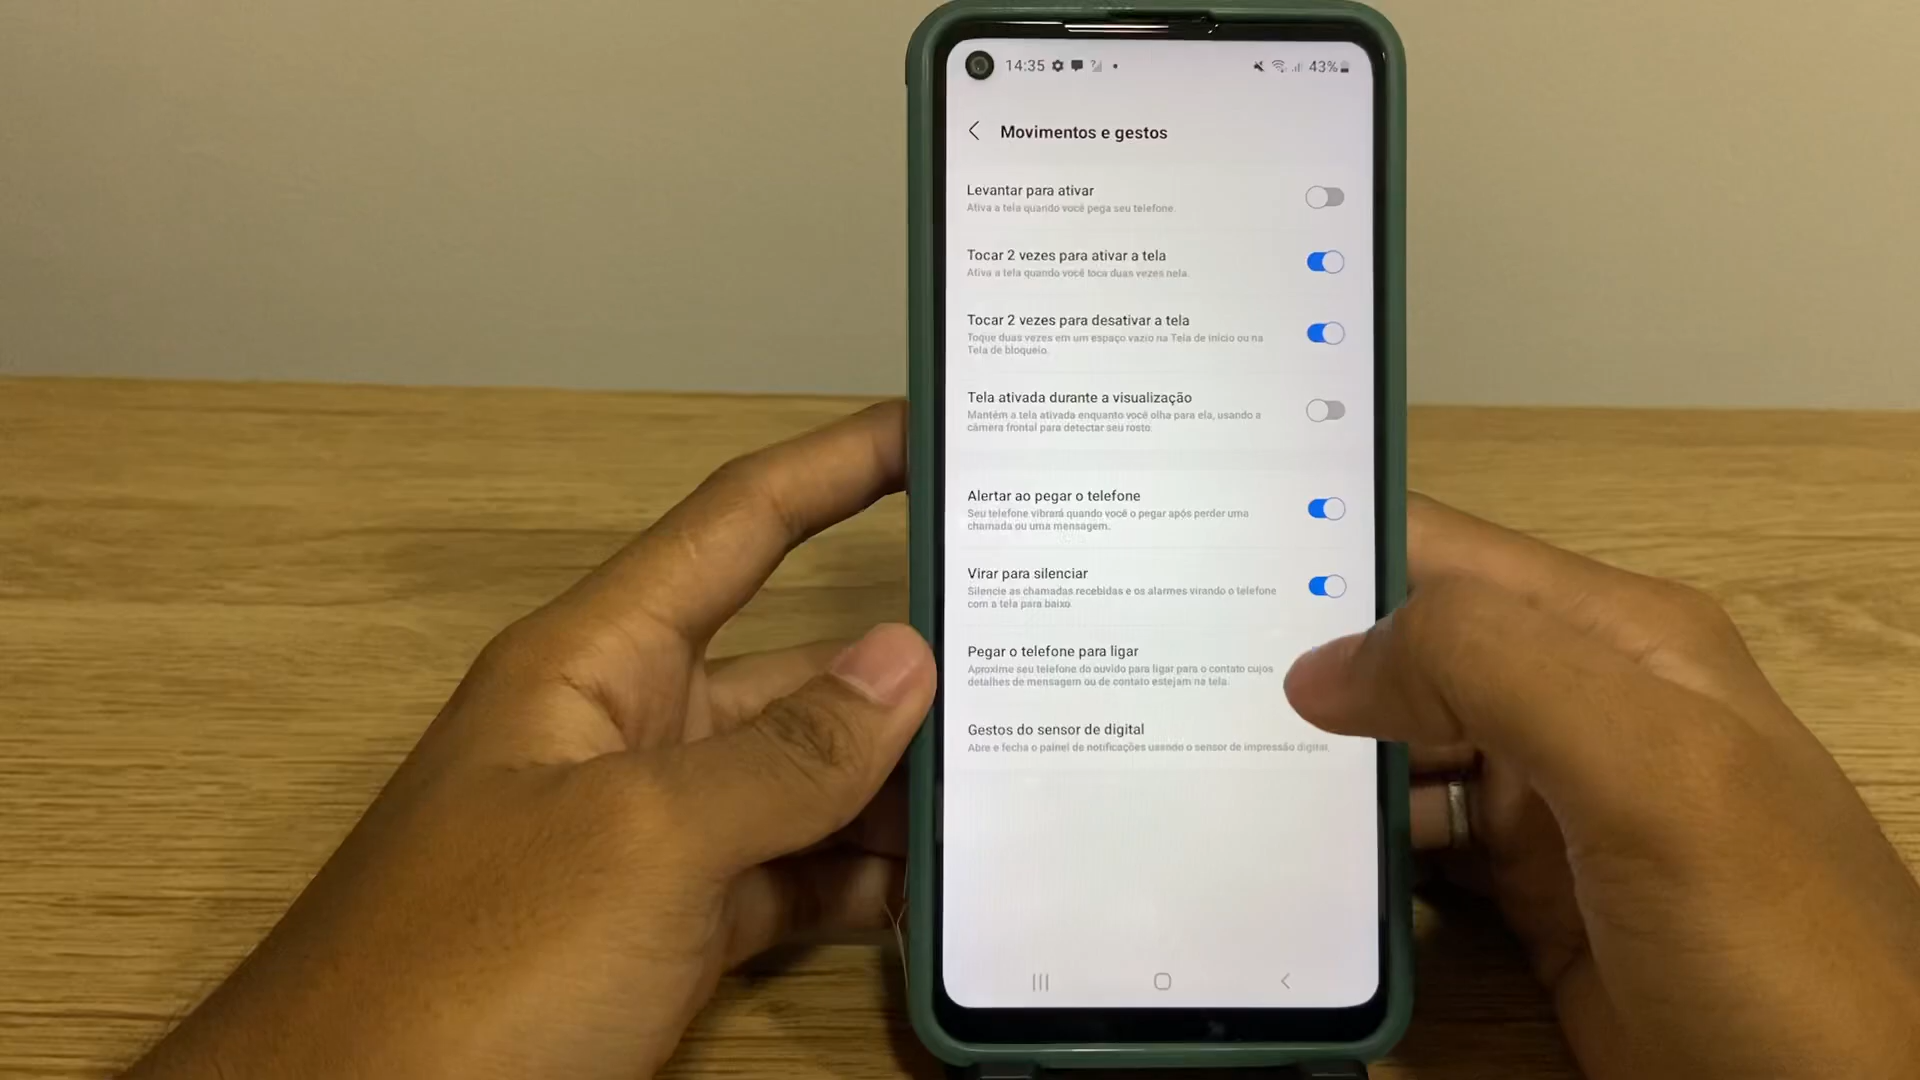 14:35
43%
Movimentos e gestos
Levantar para ativar
Ativa a tela quando você pega seu telefone.
Tocar 2 vezes para ativar a tela
Ativa a tela quando você toca duas vezes nela.
Tocar 2 vezes para desativar a tela
Toque duas vezes em um espaço vazio na Tela de início ou na
Tela de bloqueio.
Tela ativada durante a visualização
Mantém a tela ativada enquanto você olha para ela, usando a
câmera frontal para detectar seu rosto.
Alertar ao pegar o telefone
Seu telefone vibrará quando você o pegar após perder uma
chamada ou uma mensagem.
Virar para silenciar
Silencie as chamadas recebidas e os alarmes virando o telefone
com a tela para baixo.
Pegar o telefone para ligar
Aproxime seu telefone do ouvido para ligar para o contato cujos
detalhes de mensagem ou de contato estejam na tela.
Gestos do sensor de digital
Abre e fecha o painel de notificações usando o sensor de impressão digital.